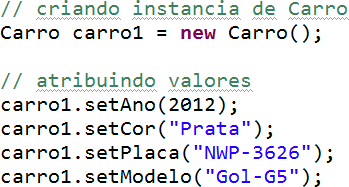 // criando instancia de Carro
Carro carro1 = new Carro();
// atribuindo valores
carro1.setAno(2012);
carro1.setCor("Prata");
carro1.setPlaca("NWP-3626");
carro1.setModelo("Gol-G5");